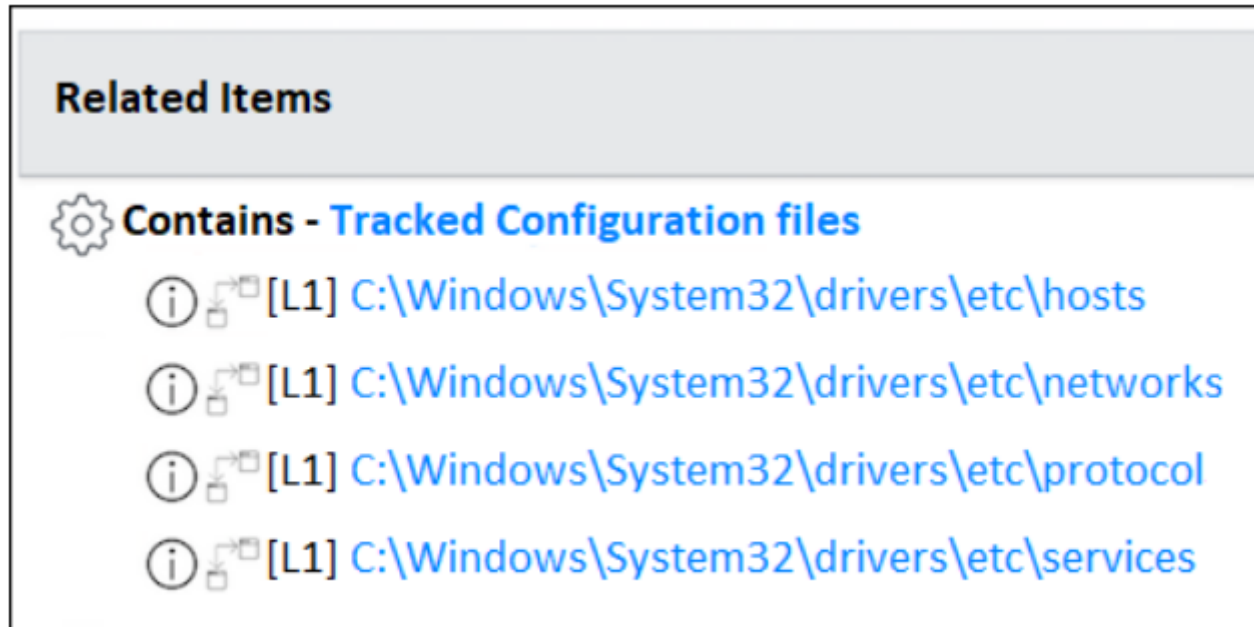 Related Items
Contains - Tracked Configuration files
[L1] C:\Windows\System32\drivers\etc\hosts
[L1] C:\Windows\System32\drivers\etc\networks
[L1] C:\Windows\System32\drivers\etc\protocol
[L1] C:\Windows\System32\drivers\etc\services